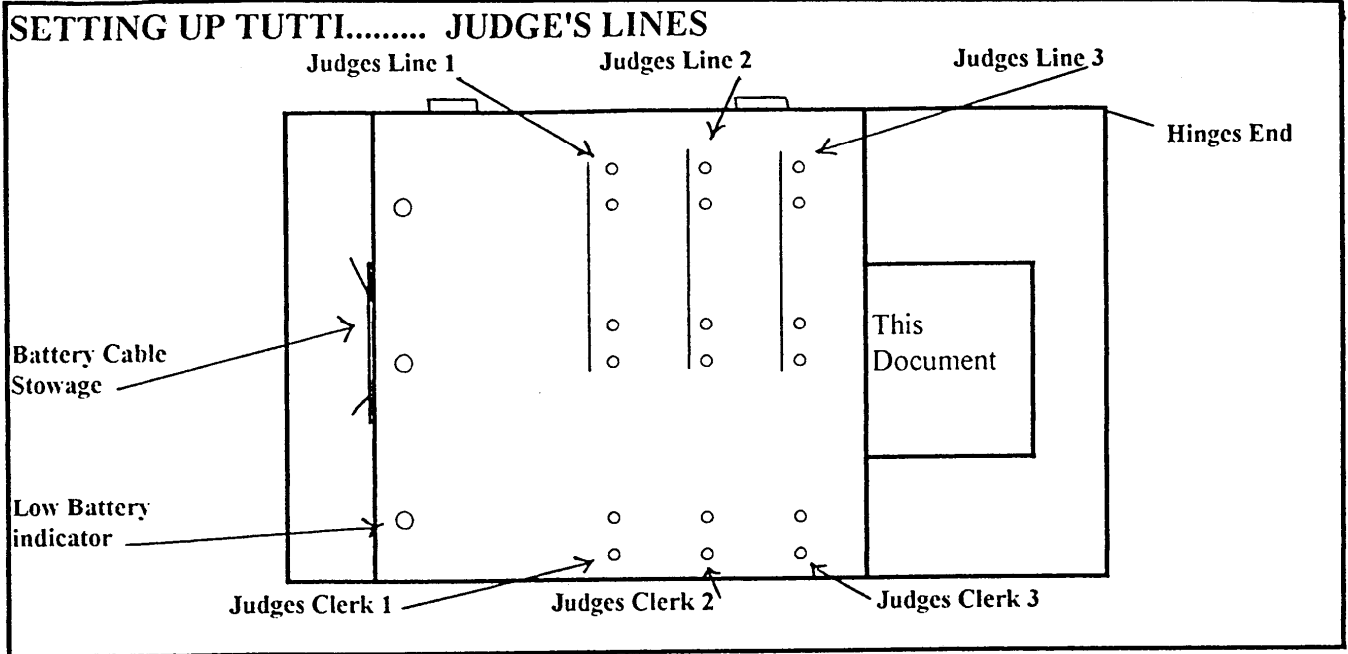 SETTING UP TUTTI......... JUDGE'S LINES
Judges Line 1
Judges Line 2
Judges Line 3
Hinges End
This
Document
Battery Cable
Stowage
Low Battery
indicator
Judges Clerk 1
Judges Clerk 2
Judges Clerk 3